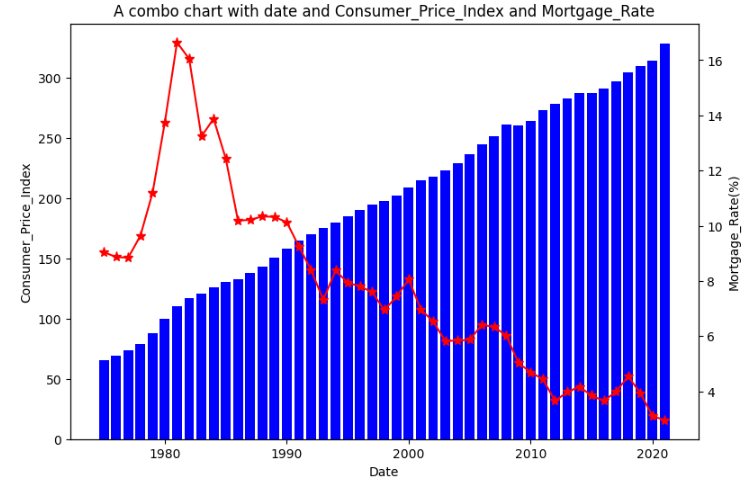 A combo chart with date and Consumer_Price_Index and Mortgage_Rate
Consumer_Price_Index
300
250
200
150
100
50
0
16
14
12
10
8
6
4
Mortgage_Rate(%)
1980 1990 2000 2010 2020
Date